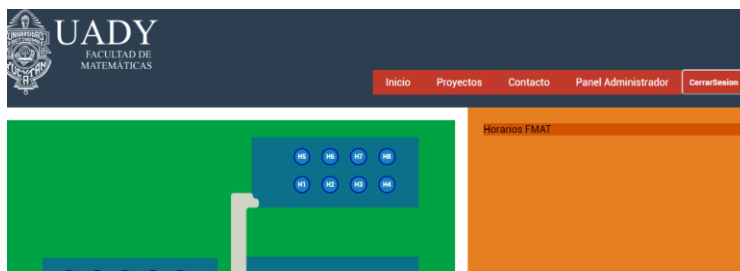 UADY
FACULTAD DE
MATEMÁTICAS
Inicio Proyectos Contacto Panel Administrador CerrarSesion
Horarios FMAT
H5 H6 H7 H8
H1 H2 H3 H4